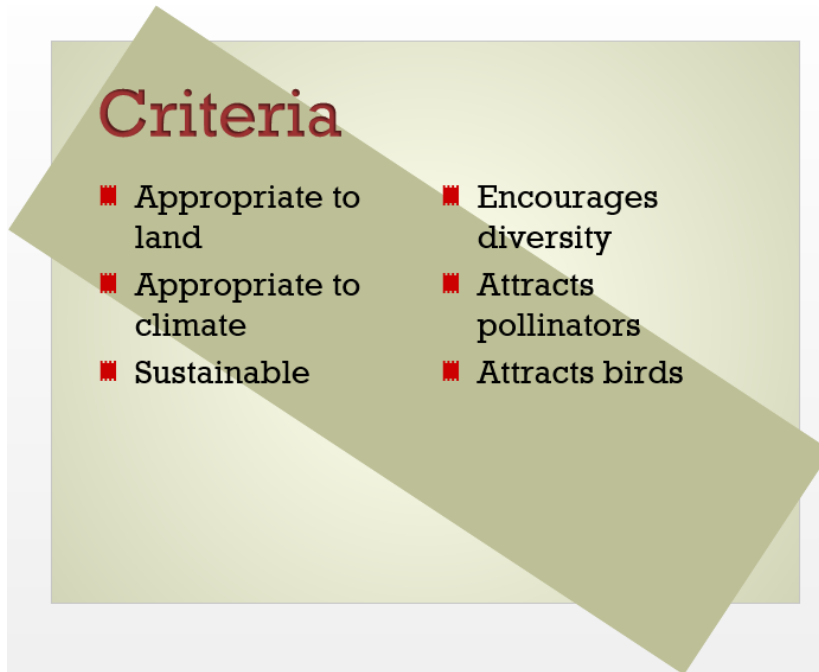 Criteria
Appropriate to
land
Appropriate to
climate
Sustainable
Encourages
diversity
Attracts
pollinators
Attracts birds